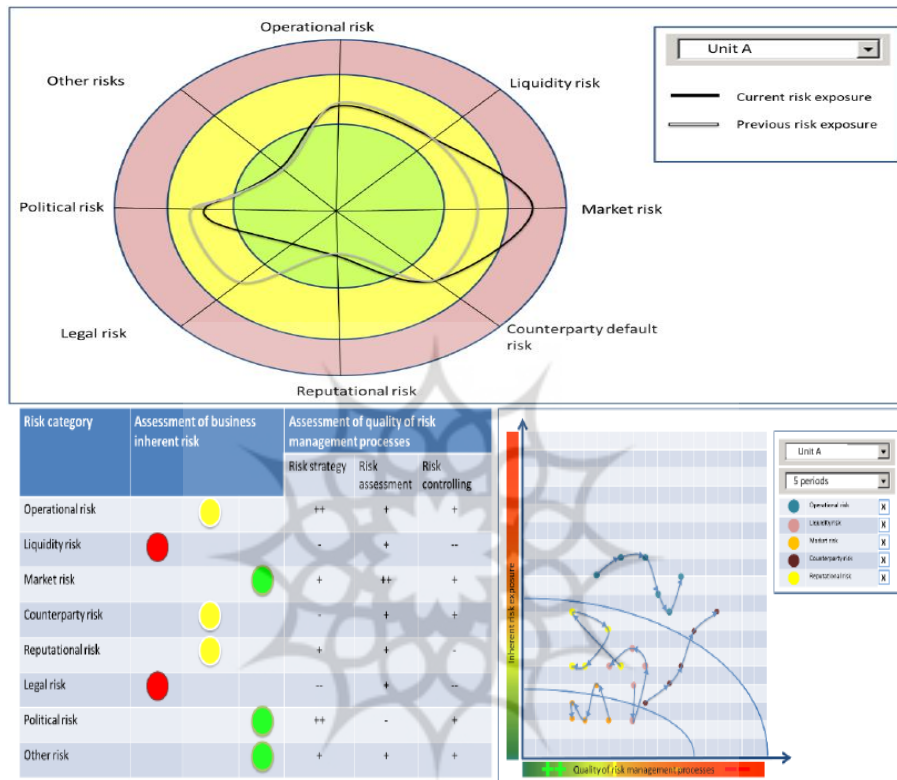 Operational risk
Unit A
Other risks
Liquidity risk
Current risk exposure
Previous risk exposure
Political risk
Market risk
Legal risk
Counterparty default
risk
Reputational risk
Risk category
Assessment of business
inherent risk
Assessment of quality of risk
management processes
Risk strategy
Risk
assessment
Risk
controlling
Operational risk ++ + +
Liquidity risk - + --
Market risk + ++ +
Counterparty risk - + +
Reputational risk + + -
Legal risk -- + --
Political risk ++ - +
Other risk + + +
Inherent risk exposure
++ Quality of risk management processes --
Unit A
5 periods
Operational risk X
Liquidity risk X
Market risk X
Counterparty risk X
Reputational risk X